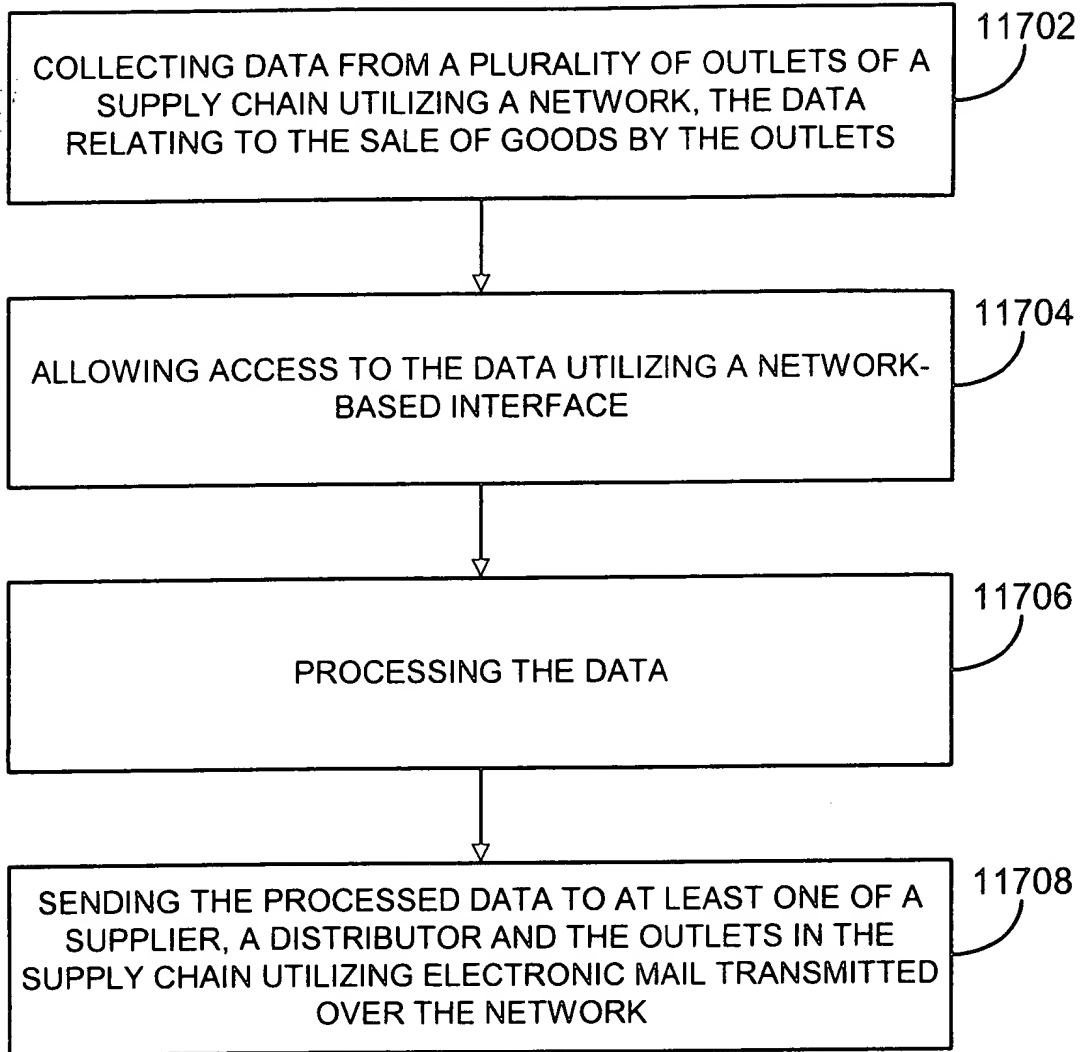 11702
COLLECTING DATA FROM A PLURALITY OF OUTLETS OF A
SUPPLY CHAIN UTILIZING A NETWORK, THE DATA
RELATING TO THE SALE OF GOODS BY THE OUTLETS
11704
ALLOWING ACCESS TO THE DATA UTILIZING A NETWORK-
BASED INTERFACE
11706
PROCESSING THE DATA
11708
SENDING THE PROCESSED DATA TO AT LEAST ONE OF A
SUPPLIER, A DISTRIBUTOR AND THE OUTLETS IN THE
SUPPLY CHAIN UTILIZING ELECTRONIC MAIL TRANSMITTED
OVER THE NETWORK